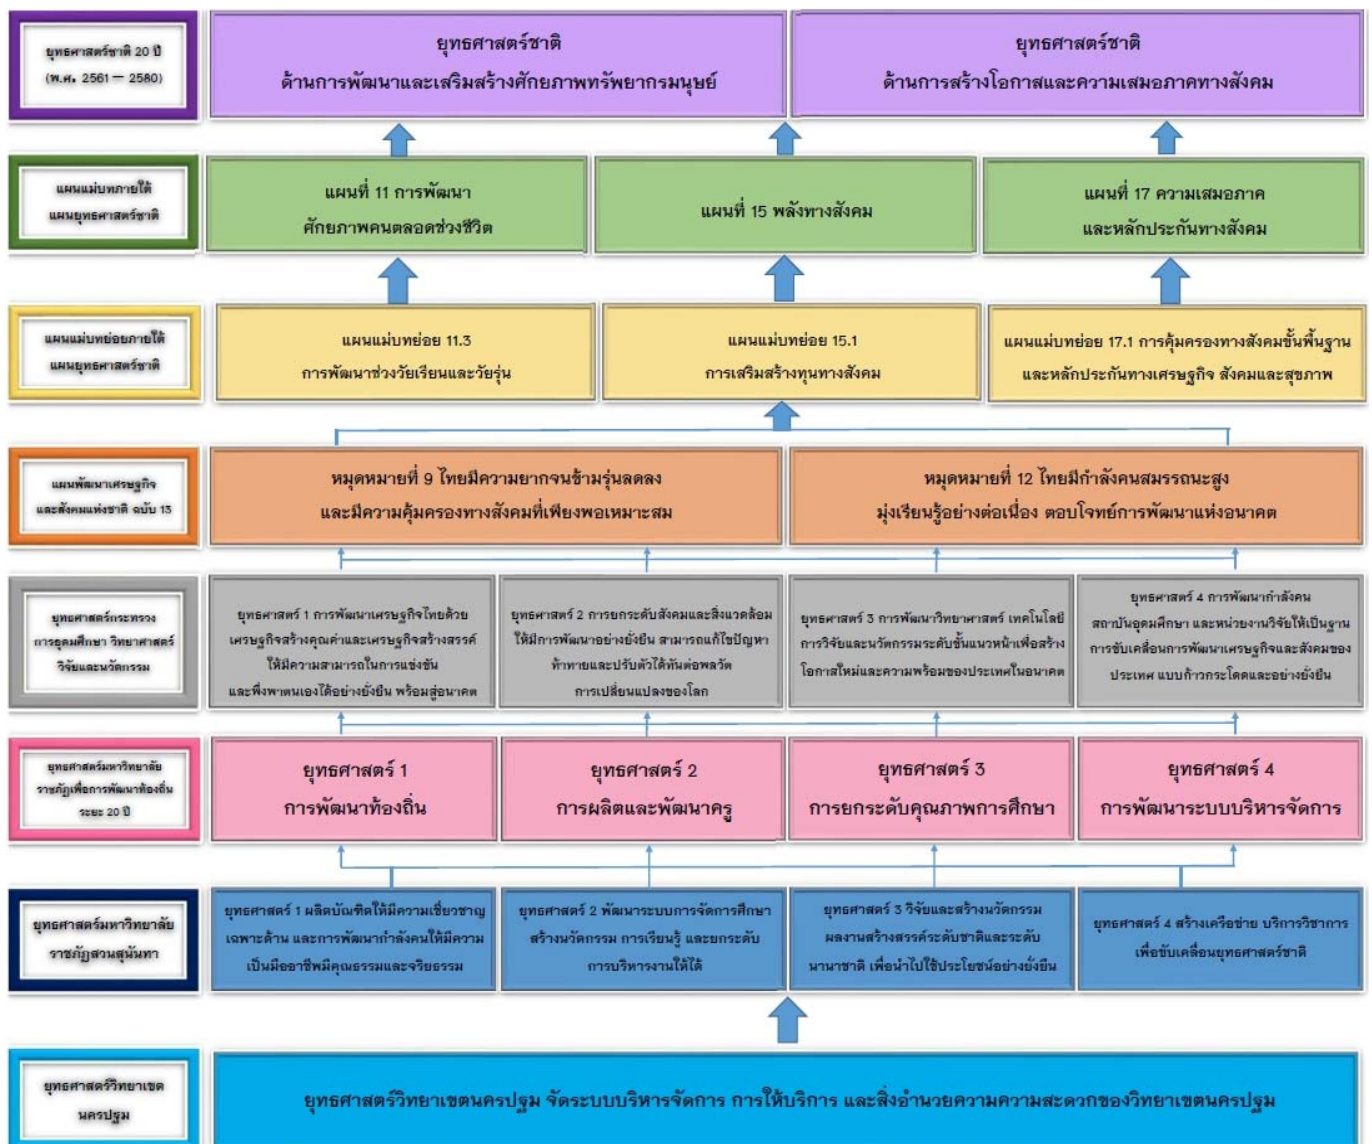 ยุทธศาสตร์ชาติ 20 ปี
(พ.ศ. 2561 – 2580)
ยุทธศาสตร์ชาติ
ด้านการพัฒนาและเสริมสร้างศักยภาพทรัพยากรมนุษย์
ยุทธศาสตร์ชาติ
ด้านการสร้างโอกาสและความเสมอภาคทางสังคม
แผนแม่บทภายใต้
แผนยุทธศาสตร์ชาติ
แผนที่ 11 การพัฒนา
ศักยภาพคนตลอดช่วงชีวิต
แผนที่ 15 พลังทางสังคม
แผนที่ 17 ความเสมอภาค
และหลักประกันทางสังคม
แผนแม่บทย่อยภายใต้
แผนยุทธศาสตร์ชาติ
แผนแม่บทย่อย 11.3
การพัฒนาช่วงวัยเรียนและวัยรุ่น
แผนแม่บทย่อย 15.1
การเสริมสร้างทุนทางสังคม
แผนแม่บทย่อย 17.1 การคุ้มครองทางสังคมขั้นพื้นฐาน
และหลักประกันทางเศรษฐกิจ สังคมและสุขภาพ
แผนพัฒนาเศรษฐกิจ
และสังคมแห่งชาติ ฉบับ 13
หมุดหมายที่ 9 ไทยมีความยากจนข้ามรุ่นลดลง
และมีความคุ้มครองทางสังคมที่เพียงพอเหมาะสม
หมุดหมายที่ 12 ไทยมีกำลังคนสมรรถนะสูง
มุ่งเรียนรู้อย่างต่อเนื่อง ตอบโจทย์การพัฒนาแห่งอนาคต
ยุทธศาสตร์กระทรวง
การอุดมศึกษา วิทยาศาสตร์
วิจัยและนวัตกรรม
ยุทธศาสตร์ 1 การพัฒนาเศรษฐกิจไทยด้วย
เศรษฐกิจสร้างคุณค่าและเศรษฐกิจสร้างสรรค์
ให้มีความสามารถในการแข่งขัน
และพึ่งพาตนเองได้อย่างยั่งยืน พร้อมสู่อนาคต
ยุทธศาสตร์ 2 การยกระดับสังคมและสิ่งแวดล้อม
ให้มีการพัฒนาอย่างยั่งยืน สามารถแก้ไขปัญหา
ท้าทายและปรับตัวได้ทันต่อพลวัต
การเปลี่ยนแปลงของโลก
ยุทธศาสตร์ 3 การพัฒนาวิทยาศาสตร์ เทคโนโลยี
การวิจัยและนวัตกรรมระดับขั้นแนวหน้าเพื่อสร้าง
โอกาสใหม่และความพร้อมของประเทศในอนาคต
ยุทธศาสตร์ 4 การพัฒนากำลังคน
สถาบันอุดมศึกษา และหน่วยงานวิจัยให้เป็นฐาน
การขับเคลื่อนการพัฒนาเศรษฐกิจและสังคมของ
ประเทศ แบบก้าวกระโดดและอย่างยั่งยืน
ยุทธศาสตร์มหาวิทยาลัย
ราชภัฏเพื่อการพัฒนาท้องถิ่น
ระยะ 20 ปี
ยุทธศาสตร์ 1
การพัฒนาท้องถิ่น
ยุทธศาสตร์ 2
การผลิตและพัฒนาครู
ยุทธศาสตร์ 3
การยกระดับคุณภาพการศึกษา
ยุทธศาสตร์ 4
การพัฒนาระบบบริหารจัดการ
ยุทธศาสตร์มหาวิทยาลัย
ราชภัฏสวนสุนันทา
ยุทธศาสตร์ 1 ผลิตบัณฑิตให้มีความเชี่ยวชาญ
เฉพาะด้าน และการพัฒนากำลังคนให้มีความ
เป็นมืออาชีพมีคุณธรรมและจริยธรรม
ยุทธศาสตร์ 2 พัฒนาระบบการจัดการศึกษา
สร้างนวัตกรรม การเรียนรู้ และยกระดับ
การบริหารงานให้ได้
ยุทธศาสตร์ 3 วิจัยและสร้างนวัตกรรม
ผลงานสร้างสรรค์ระดับชาติและระดับ
นานาชาติ เพื่อนำไปใช้ประโยชน์อย่างยั่งยืน
ยุทธศาสตร์ 4 สร้างเครือข่าย บริการวิชาการ
เพื่อขับเคลื่อนยุทธศาสตร์ชาติ
ยุทธศาสตร์วิทยาเขต
นครปฐม
ยุทธศาสตร์วิทยาเขตนครปฐม จัดระบบบริหารจัดการ การให้บริการ และสิ่งอำนวยความความสะดวกของวิทยาเขตนครปฐม